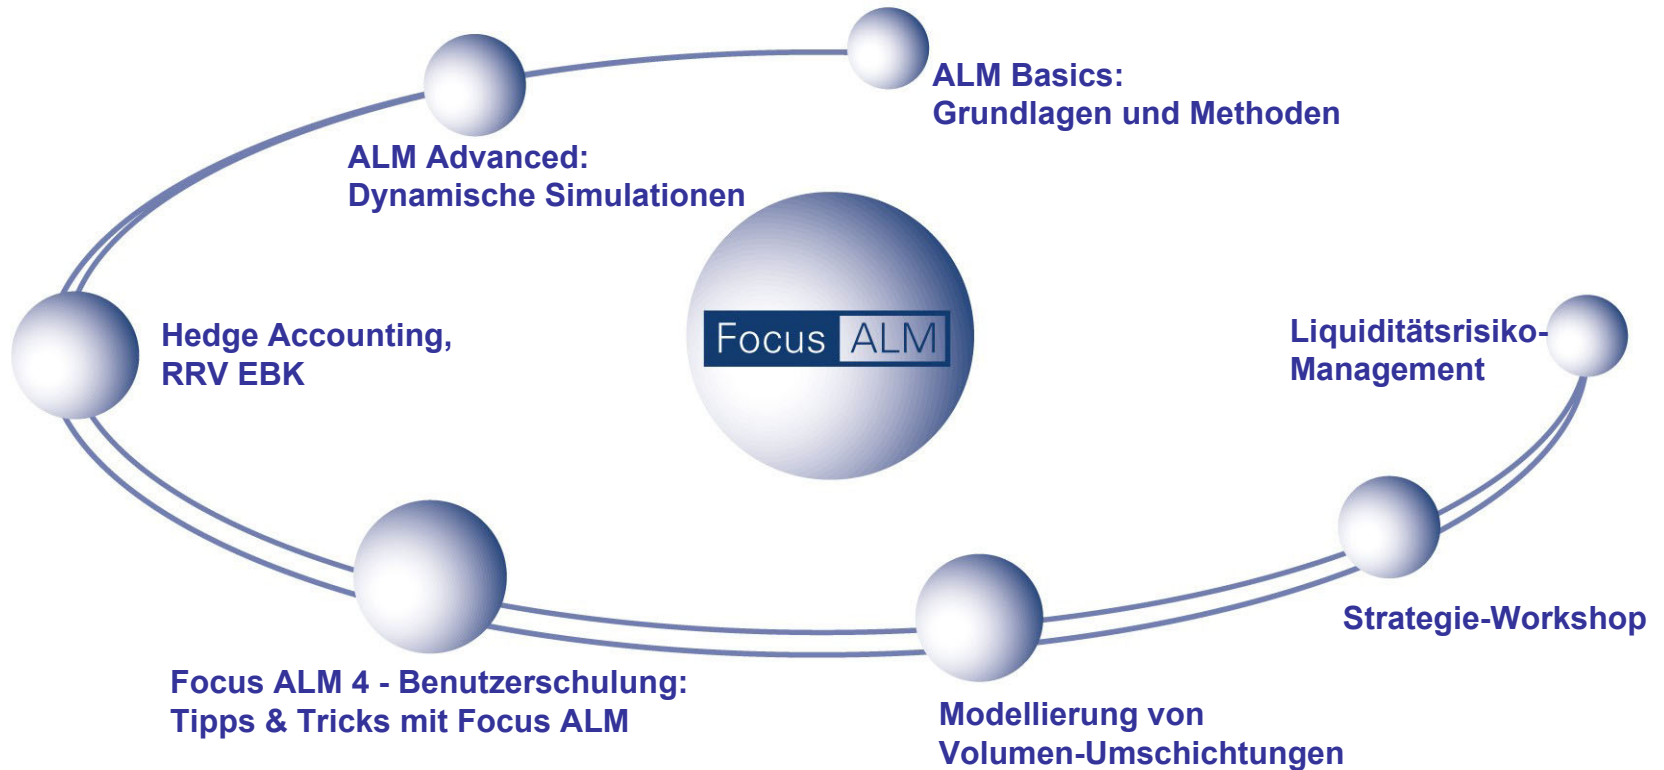 ALM Basics:
Grundlagen und Methoden
ALM Advanced:
Dynamische Simulationen
Focus ALM
Hedge Accounting,
RRV EBK
Liquiditätsrisiko-
Management
Strategie-Workshop
Focus ALM 4 - Benutzerschulung:
Tipps & Tricks mit Focus ALM
Modellierung von
Volumen-Umschichtungen